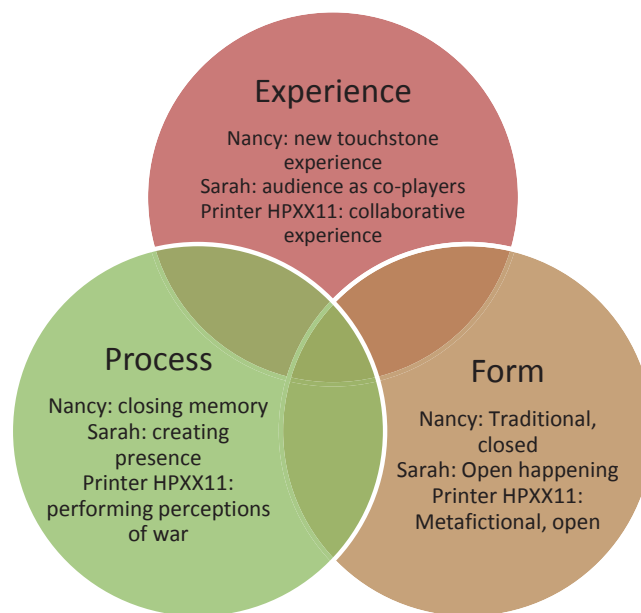 Experience
Nancy: new touchstone
experience
Sarah: audience as co-players
Printer HPXX11: collaborative
experience
Process
Nancy: closing memory
Sarah: creating
presence
Printer HPXX11:
performing perceptions
of war
Form
Nancy: Traditional,
closed
Sarah: Open happening
Printer HPXX11:
Metafictional, open